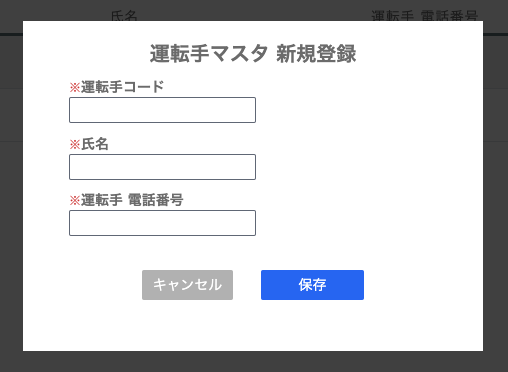 氏名 運転手 電話番号
運転手マスタ 新規登録
※運転手コード
※氏名
※運転手 電話番号
キャンセル 保存